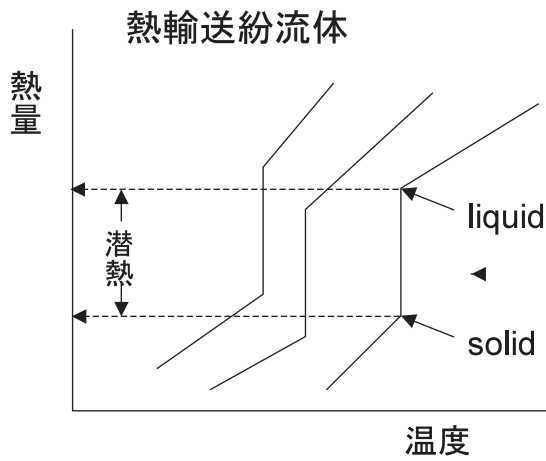 熱輸送紛流体
熱量
潜熱
liquid
solid
温度